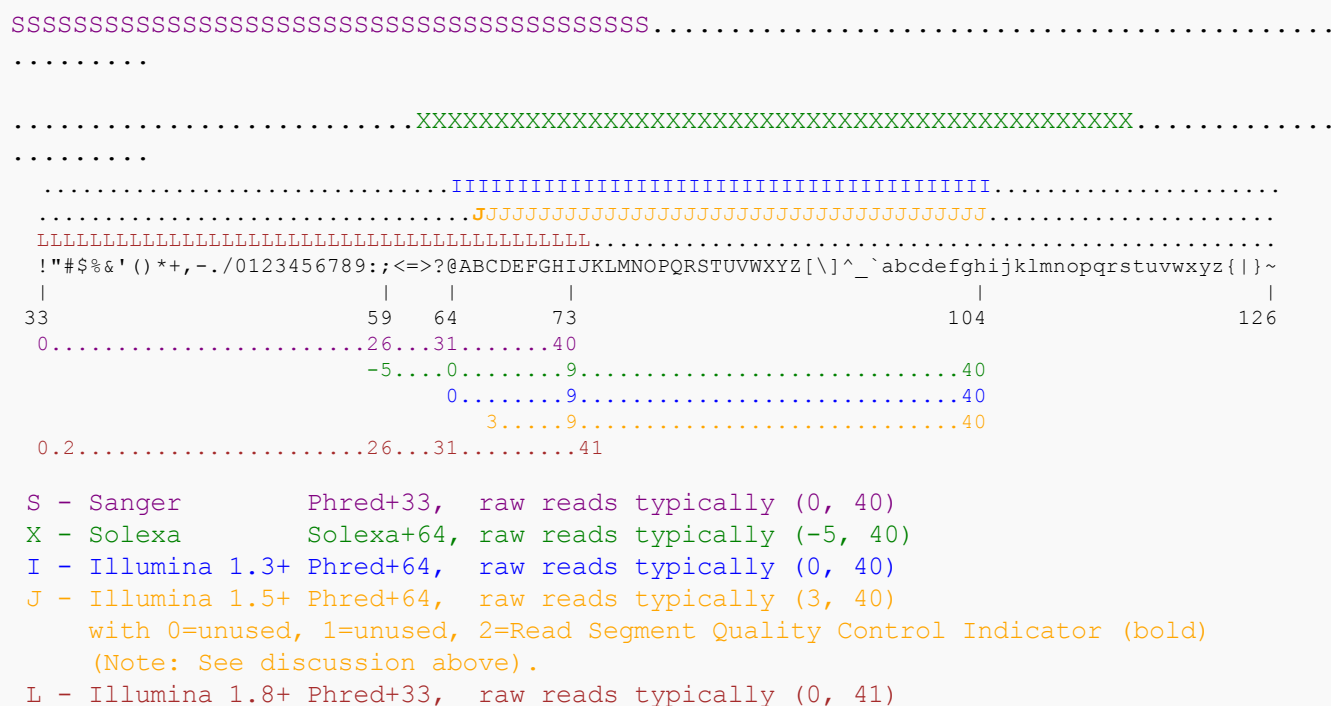 SSSSSSSSSSSSSSSSSSSSSSSSSSSSSSSSSSSSSSSSS............................................
.........
..........................XXXXXXXXXXXXXXXXXXXXXXXXXXXXXXXXXXXXXXXXXXXXXX.............
.........
...............................IIIIIIIIIIIIIIIIIIIIIIIIIIIIIIIIIIIIIIIII......................
.................................JJJJJJJJJJJJJJJJJJJJJJJJJJJJJJJJJJJJJJJ......................
LLLLLLLLLLLLLLLLLLLLLLLLLLLLLLLLLLLLLLLLLL....................................................
!"#$%&'()*+,-./0123456789:;<=>?@ABCDEFGHIJKLMNOPQRSTUVWXYZ[\]^_`abcdefghijklmnopqrstuvwxyz{|}~
| | | | | |
33 59 64 73 104 126
0........................26...31.......40
-5....0........9.............................40
0........9.............................40
3.....9.............................40
0.2......................26...31.........41
S - Sanger Phred+33, raw reads typically (0, 40)
X - Solexa Solexa+64, raw reads typically (-5, 40)
I - Illumina 1.3+ Phred+64, raw reads typically (0, 40)
J - Illumina 1.5+ Phred+64, raw reads typically (3, 40)
with 0=unused, 1=unused, 2=Read Segment Quality Control Indicator (bold)
(Note: See discussion above).
L - Illumina 1.8+ Phred+33, raw reads typically (0, 41)